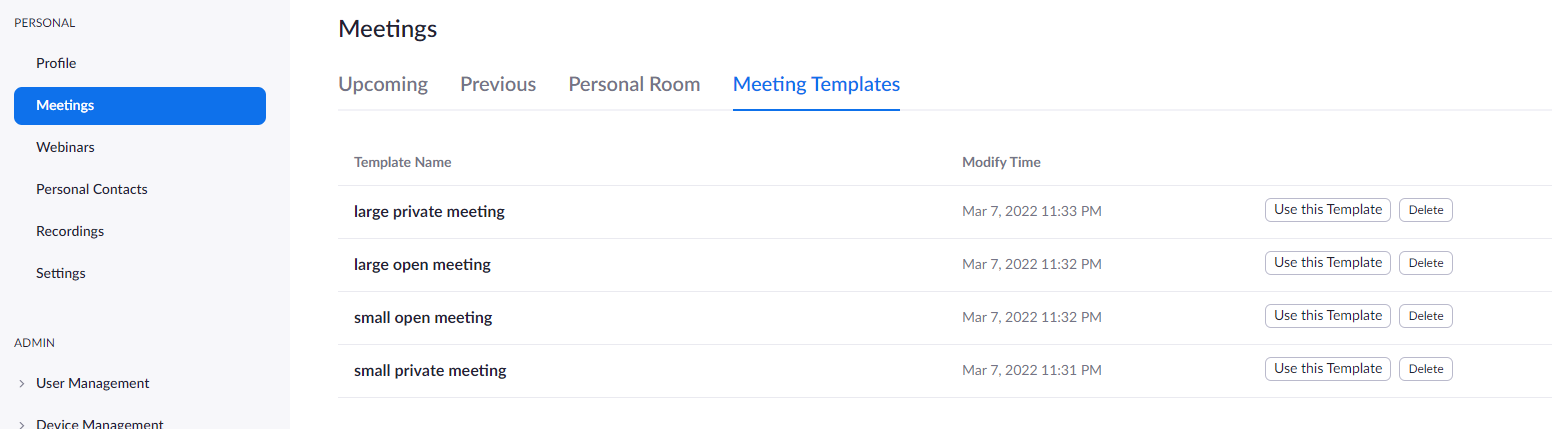 PERSONAL
Profile
Meetings
Webinars
Personal Contacts
Recordings
Settings
ADMIN
User Management
Device Management
Meetings
Upcoming Previous Personal Room Meeting Templates
Template Name Modify Time
large private meeting Mar 7, 2022 11:33 PM Use this Template Delete
large open meeting Mar 7, 2022 11:32 PM Use this Template Delete
small open meeting Mar 7, 2022 11:32 PM Use this Template Delete
small private meeting Mar 7, 2022 11:31 PM Use this Template Delete